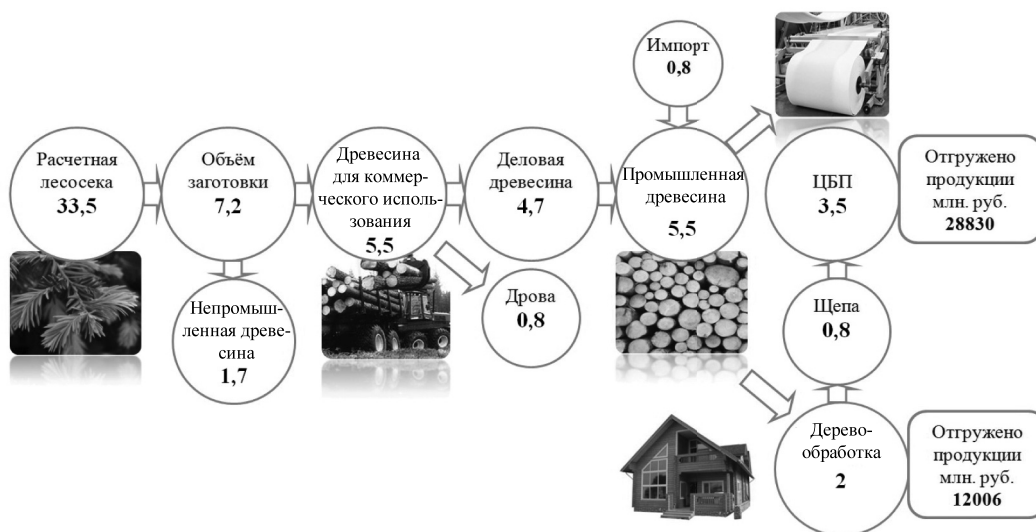 Импорт
0,8
Расчетная
лесосека
33,5
Объём
заготовки
7,2
Древесина
для коммер-
ческого исполь-
зования
5,5
Деловая
древесина
4,7
Промышленная
древесина
5,5
ЦБП
3,5
Отгружено
продукции
млн. руб.
28830
Непромыш-
ленная древе-
сина
1,7
Дрова
0,8
Щепа
0,8
Дерево-
обработка
2
Отгружено
продукции
млн. руб.
12006